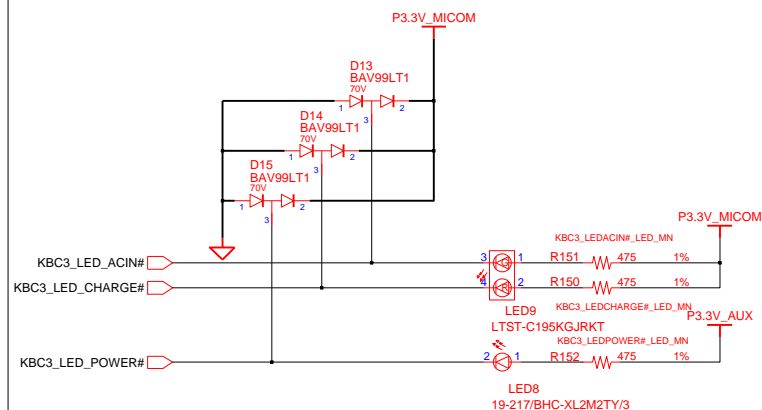 P3.3V_MICOM
D13
BAV99LT1
70V
1
2
3
D14
BAV99LT1
70V
1
2
3
D15
BAV99LT1
70V
1
2
3
P3.3V_MICOM
KBC3_LEDACIN#_LED_MN
KBC3_LED_ACIN# 3 G 1 R151 475 1%
KBC3_LED_CHARGE# 4 R 2 R150 475 1%
KBC3_LEDCHARGE#_LED_MN
LED9
LTST-C195KGJRKT
P3.3V_AUX
KBC3_LEDPOWER#_LED_MN
KBC3_LED_POWER# 2 1 R152 475 1%
LED8
19-217/BHC-XL2M2TY/3